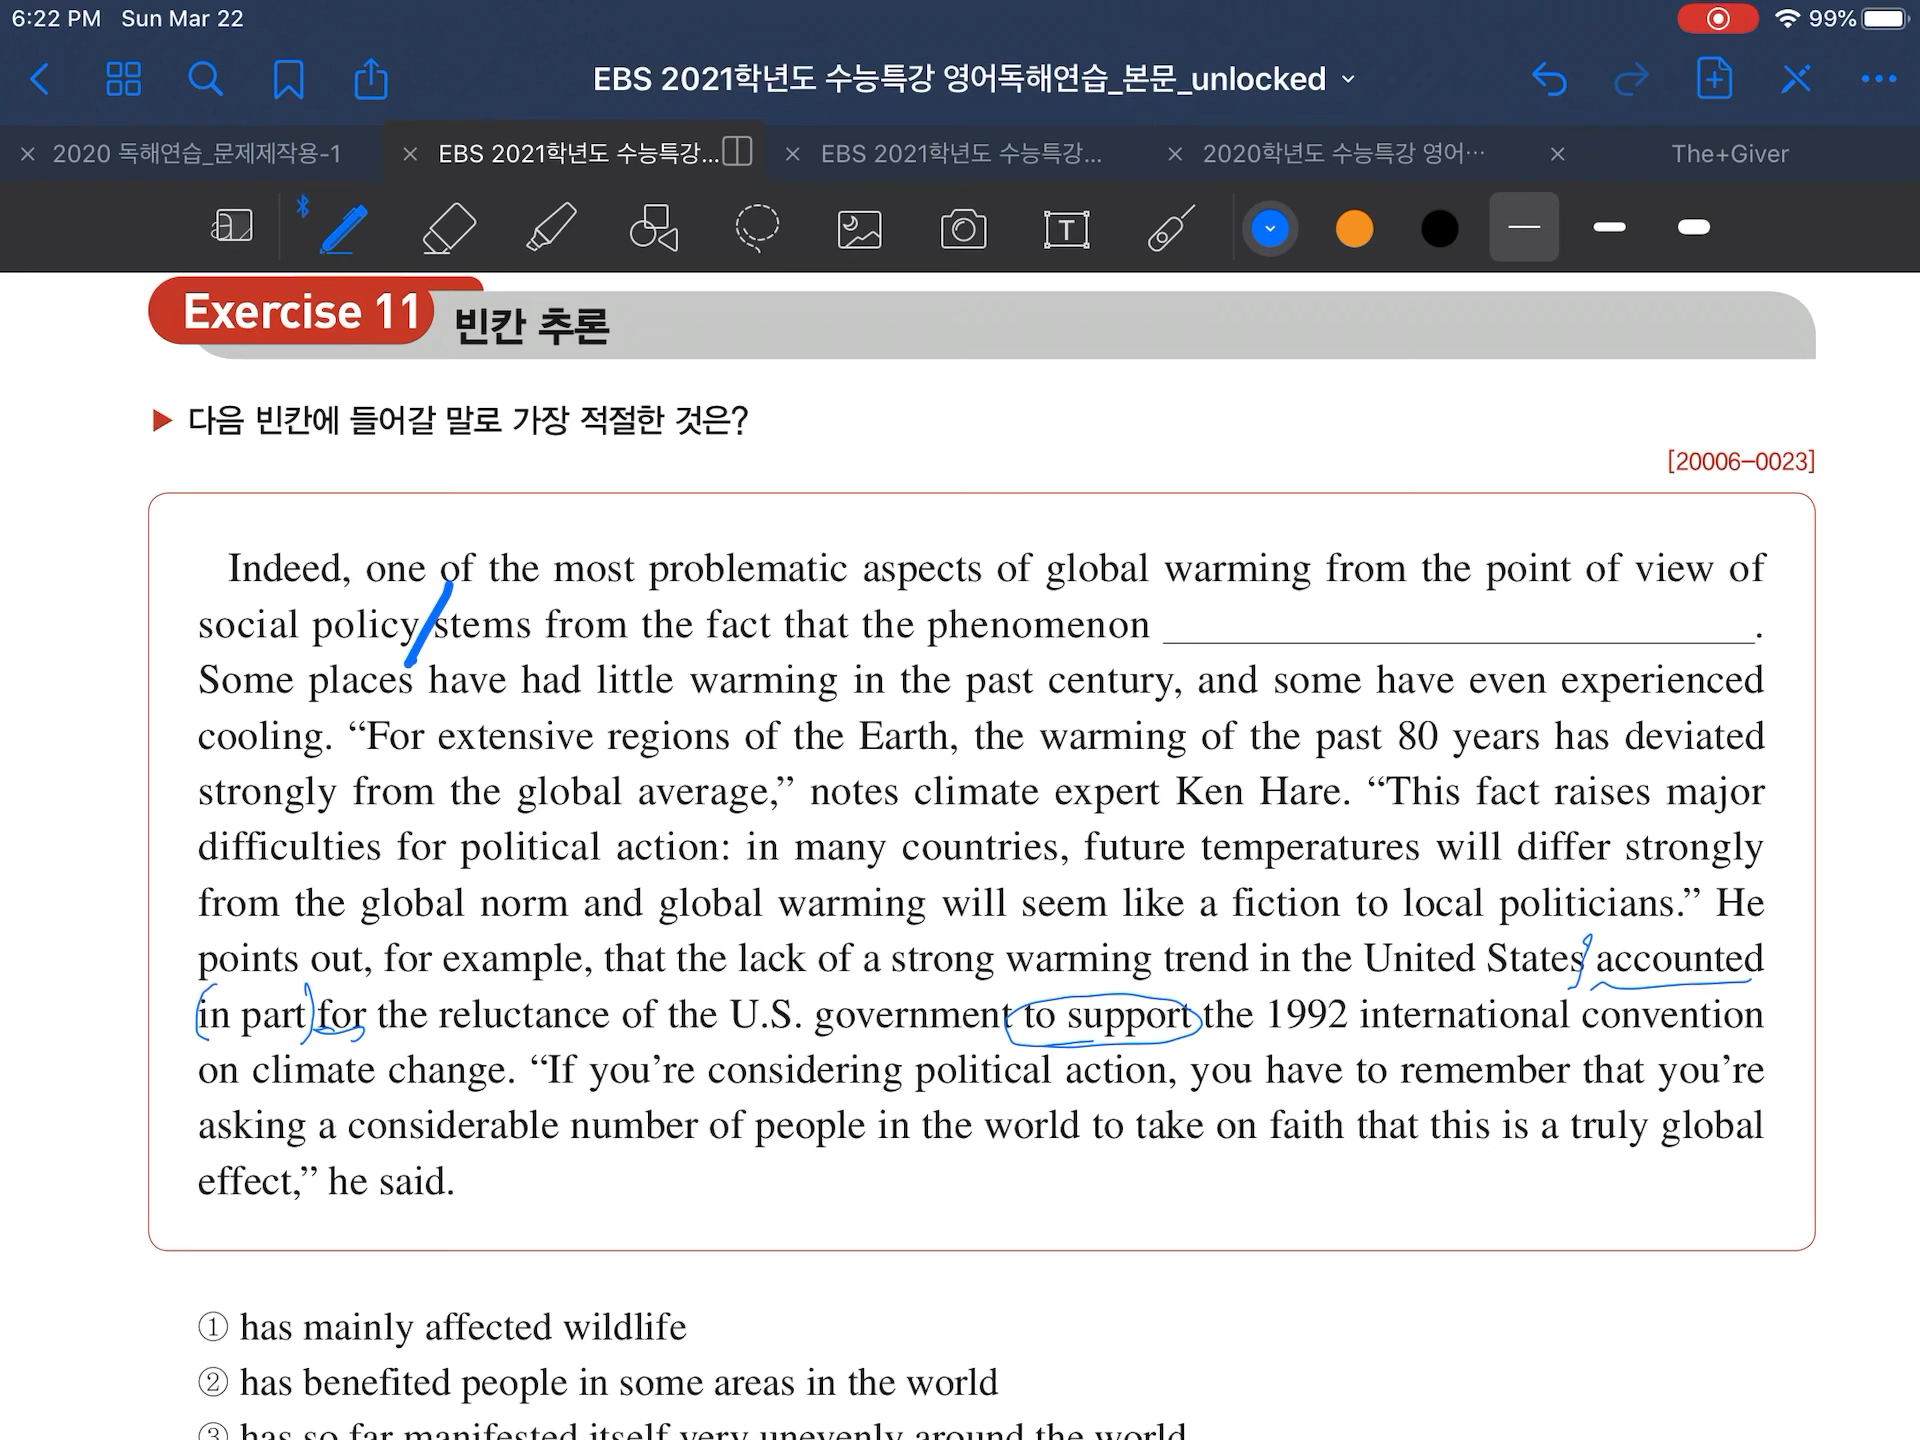 6:22 PM Sun Mar 22
99%
EBS 2021학년도 수능특강 영어독해연습_본문_unlocked
2020 독해연습_문제제작용-1
EBS 2021학년도 수능특강...
EBS 2021학년도 수능특강...
2020학년도 수능특강 영어…
The+Giver
Exercise 11 빈칸 추론
▶ 다음 빈칸에 들어갈 말로 가장 적절한 것은?
[20006-0023]
Indeed, one of the most problematic aspects of global warming from the point of view of
social policy stems from the fact that the phenomenon ____________________.
Some places have had little warming in the past century, and some have even experienced
cooling. “For extensive regions of the Earth, the warming of the past 80 years has deviated
strongly from the global average,” notes climate expert Ken Hare. “This fact raises major
difficulties for political action: in many countries, future temperatures will differ strongly
from the global norm and global warming will seem like a fiction to local politicians.” He
points out, for example, that the lack of a strong warming trend in the United States accounted
in part for the reluctance of the U.S. government to support the 1992 international convention
on climate change. “If you’re considering political action, you have to remember that you’re
asking a considerable number of people in the world to take on faith that this is a truly global
effect,” he said.
① has mainly affected wildlife
② has benefited people in some areas in the world
③ has so far manifested itself very unevenly around the world